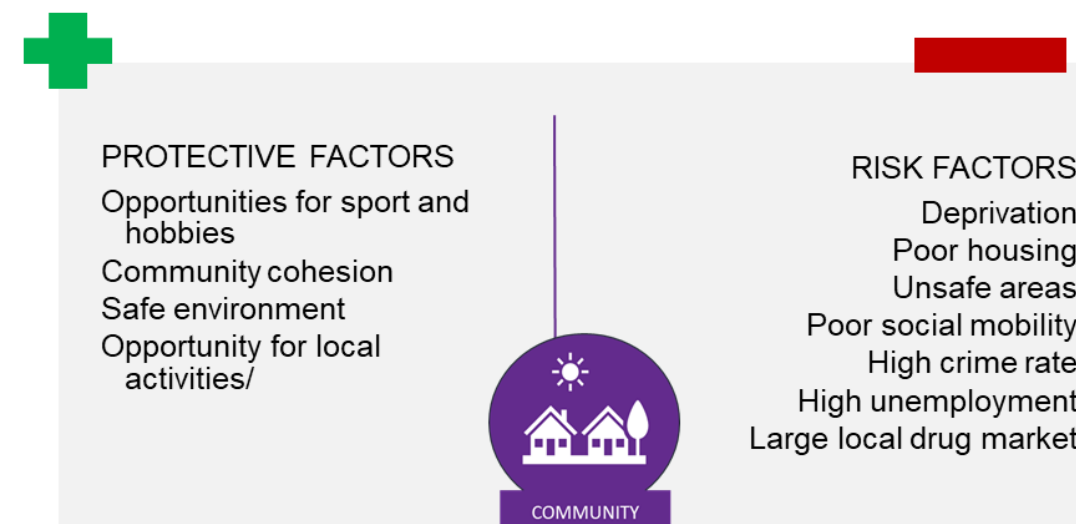 PROTECTIVE FACTORS
Opportunities for sport and
hobbies
Community cohesion
Safe environment
Opportunity for local
activities/
RISK FACTORS
Deprivation
Poor housing
Unsafe areas
Poor social mobility
High crime rate
High unemployment
Large local drug market
COMMUNITY